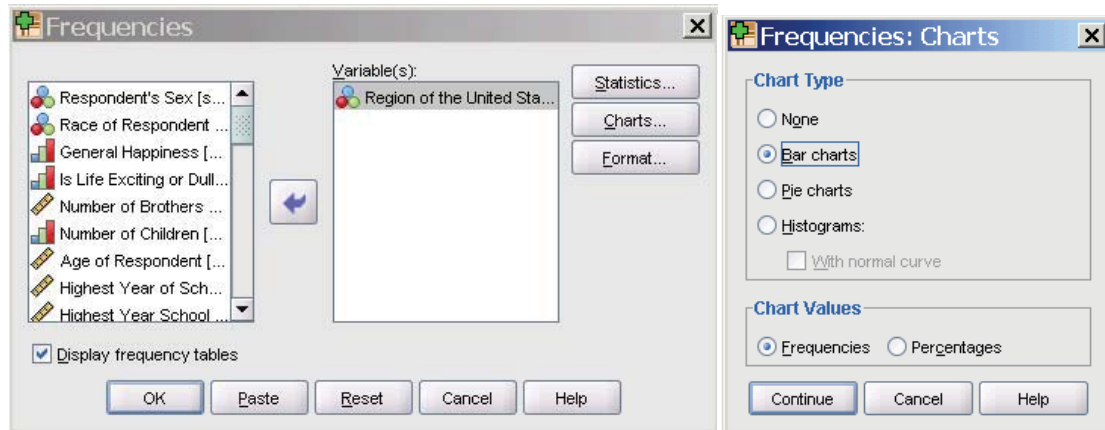 Frequencies
Variable(s):
Respondent's Sex [s...
Race of Respondent ...
General Happiness [...
Is Life Exciting or Dull...
Number of Brothers ...
Number of Children [...
Age of Respondent [...
Highest Year of Sch...
Highest Year School ...
Region of the United Sta...
Statistics...
Charts...
Format...
Display frequency tables
OK Paste Reset Cancel Help
Frequencies: Charts
Chart Type
None
Bar charts
Pie charts
Histograms:
With normal curve
Chart Values
Frequencies Percentages
Continue Cancel Help